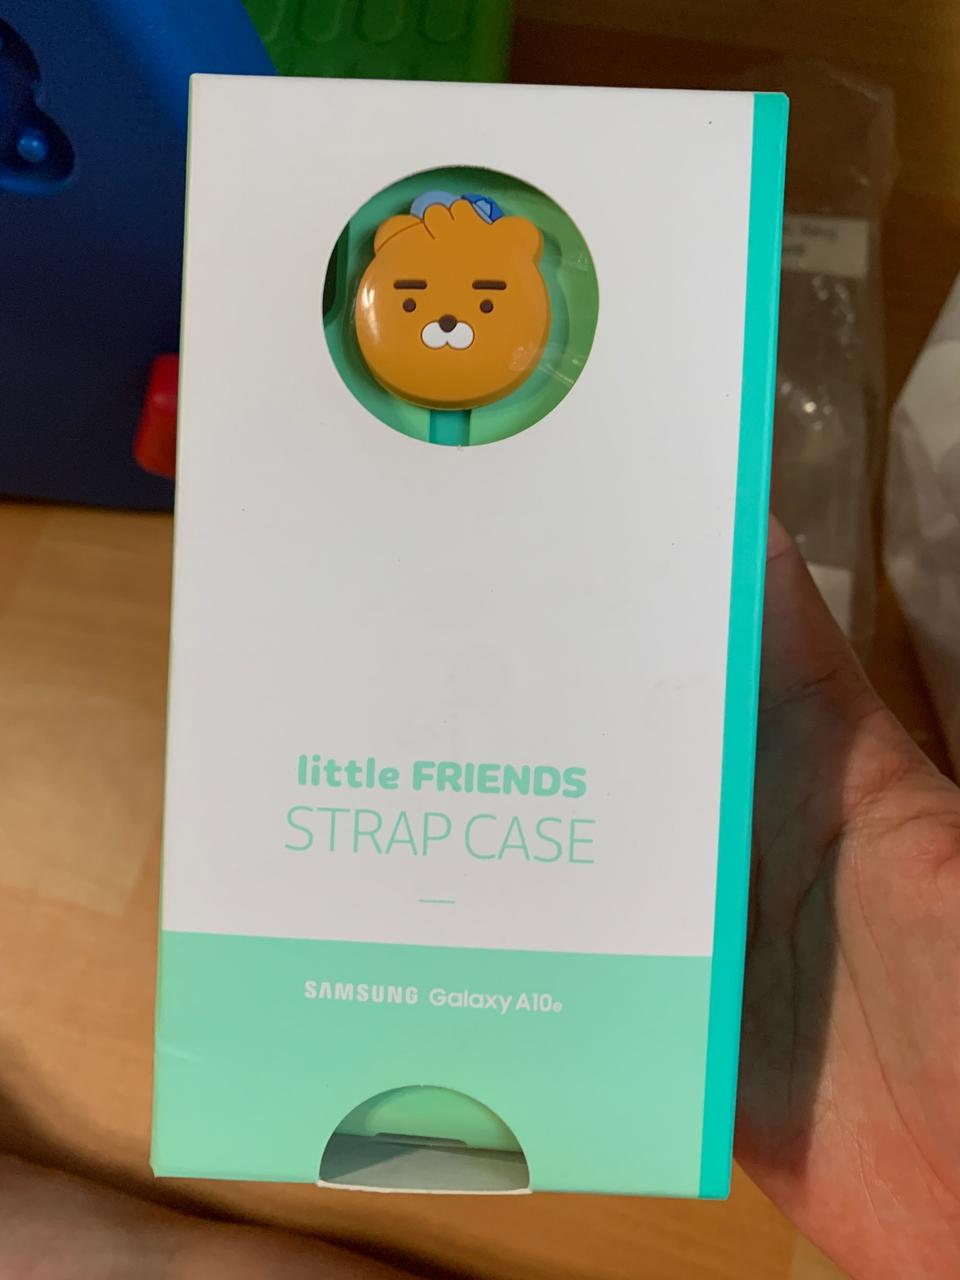 little FRIENDS
STRAP CASE
SAMSUNG Galaxy A10e